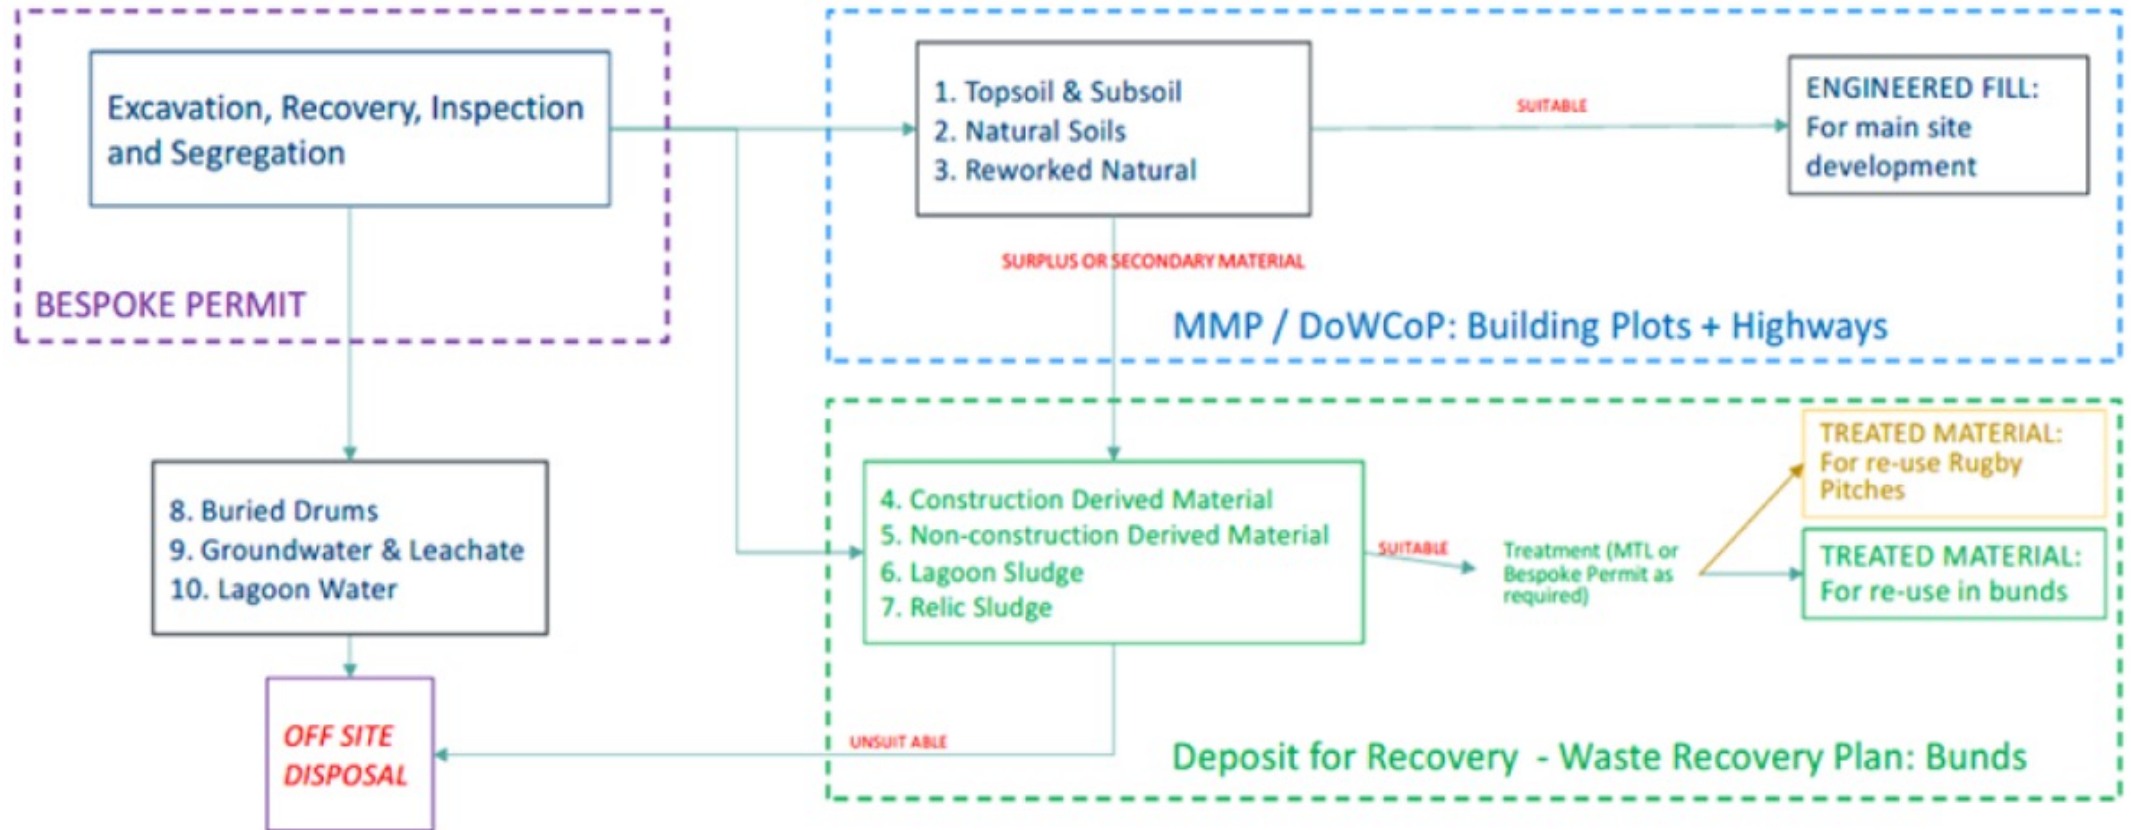 Excavation, Recovery, Inspection
and Segregation
BESPOKE PERMIT
1. Topsoil & Subsoil
2. Natural Soils
3. Reworked Natural
SUITABLE
ENGINEERED FILL:
For main site
development
SURPLUS OR SECONDARY MATERIAL
MMP / DoWCoP: Building Plots + Highways
8. Buried Drums
9. Groundwater & Leachate
10. Lagoon Water
OFF SITE
DISPOSAL
4. Construction Derived Material
5. Non-construction Derived Material
6. Lagoon Sludge
7. Relic Sludge
SUITABLE
Treatment (MTL or
Bespoke Permit as
required)
TREATED MATERIAL:
For re-use Rugby
Pitches
TREATED MATERIAL:
For re-use in bunds
UNSUIT ABLE
Deposit for Recovery - Waste Recovery Plan: Bunds